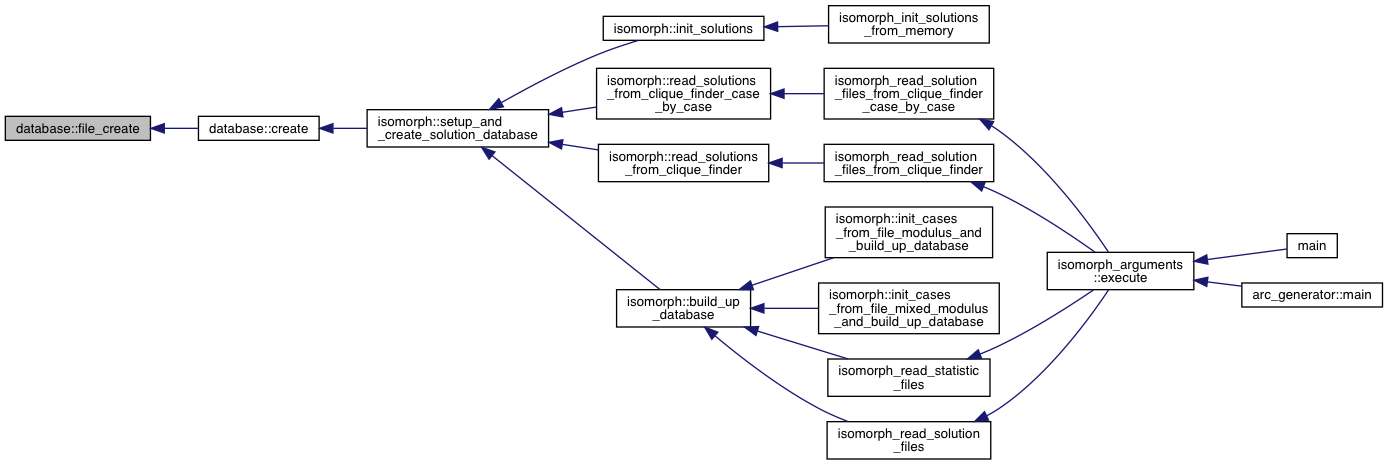 database::file_create
database::create
isomorph::setup_and
_create_solution_database
isomorph::init_solutions
isomorph_init_solutions
_from_memory
isomorph::read_solutions
_from_clique_finder_case
_by_case
isomorph_read_solution
_files_from_clique_finder
_case_by_case
isomorph::read_solutions
_from_clique_finder
isomorph_read_solution
_files_from_clique_finder
isomorph::build_up
_database
isomorph::init_cases
_from_file_modulus_and
_build_up_database
isomorph::init_cases
_from_file_mixed_modulus
_and_build_up_database
isomorph_read_statistic
_files
isomorph_read_solution
_files
isomorph_arguments
::execute
main
arc_generator::main